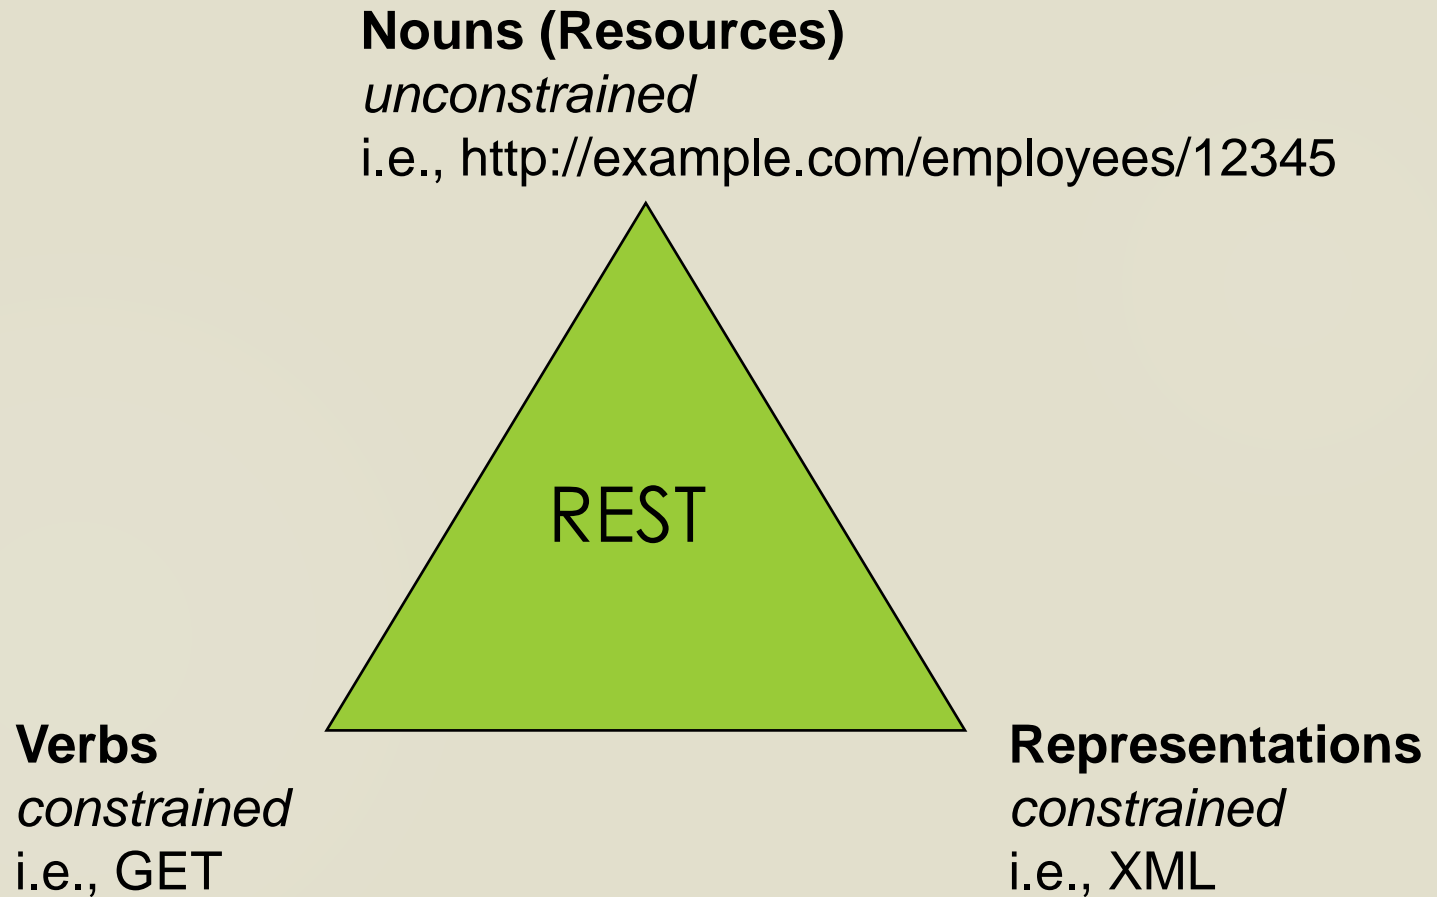 Nouns (Resources)
unconstrained
i.e., http://example.com/employees/12345
REST
Verbs
constrained
i.e., GET
Representations
constrained
i.e., XML